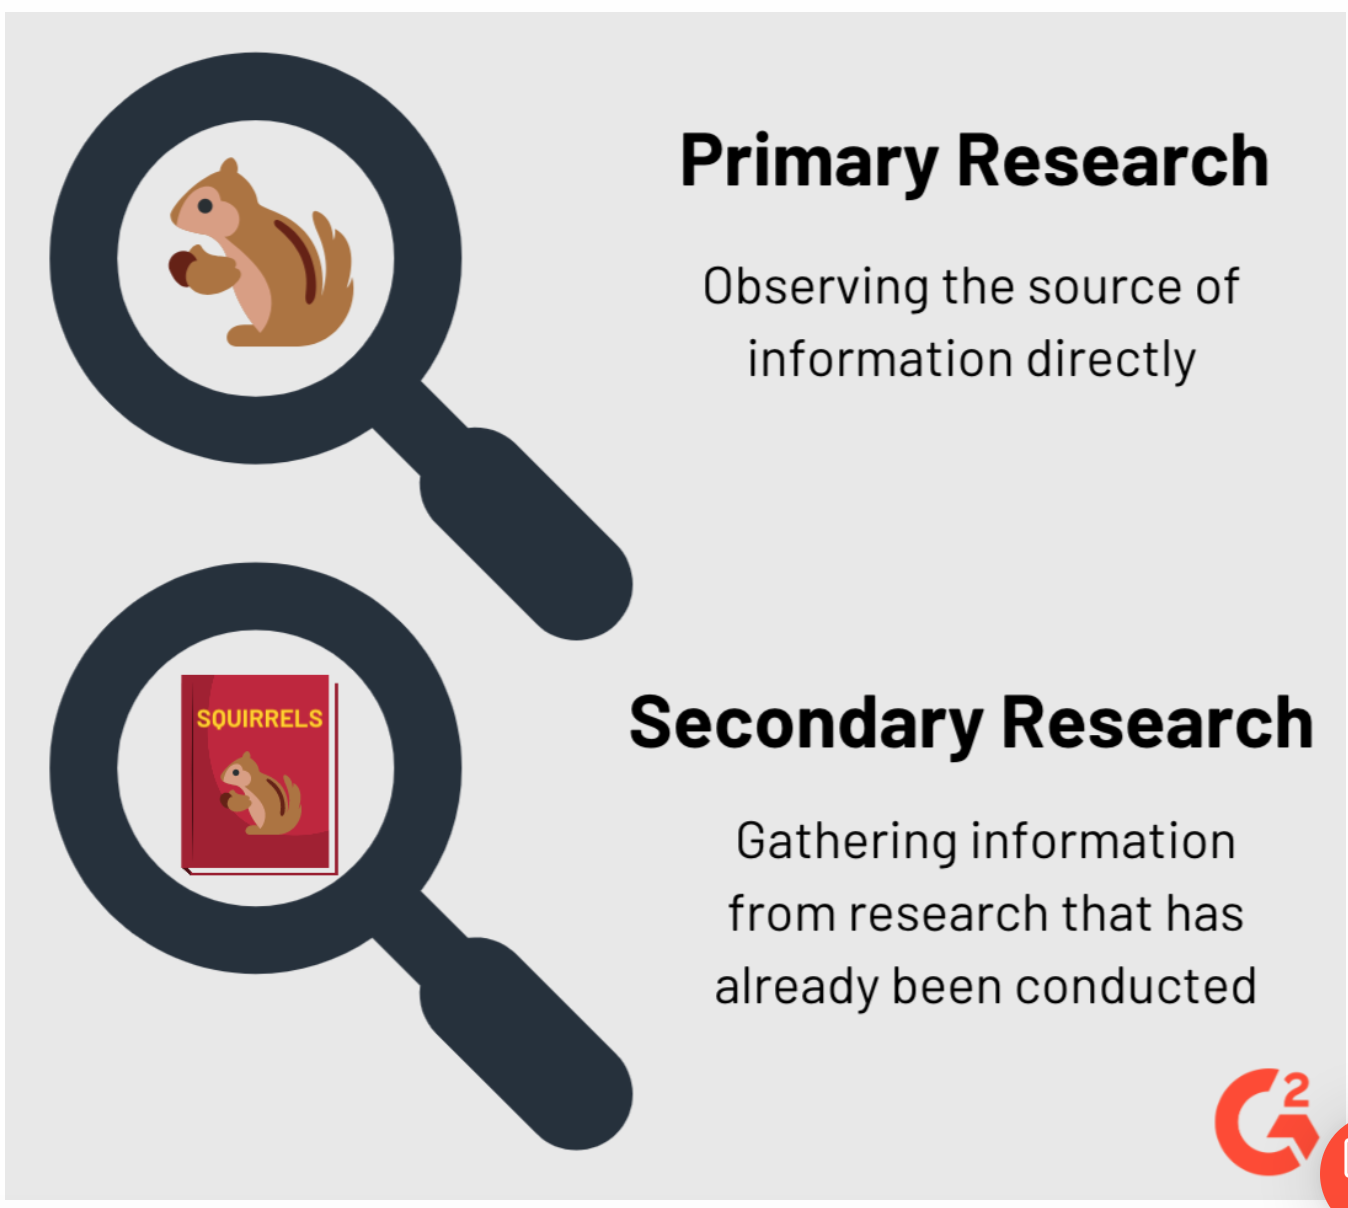 Primary Research
Observing the source of
information directly
SQUIRRELS
Secondary Research
Gathering information
from research that has
already been conducted
G2